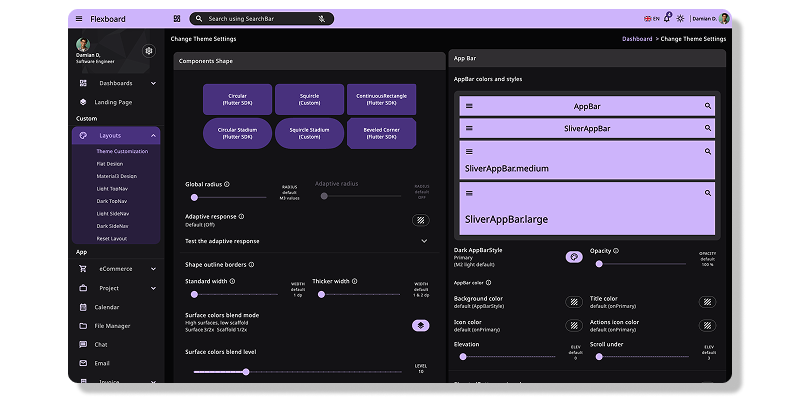 Flexboard
Search using SearchBar
EN
4
Damian D.
Damian D.
Software Engineer
Dashboards
Landing Page
Custom
Layouts
Theme Customization
Flat Design
Material3 Design
Light TopNav
Dark TopNav
Light SideNav
Dark SideNav
Reset Layout
App
eCommerce
Project
Calendar
File Manager
Chat
Email
Invoice
Change Theme Settings
Dashboard > Change Theme Settings
Components Shape
Circular
(Flutter SDK)
Squircle
(Custom)
ContinuousRectangle
(Flutter SDK)
Circular Stadium
(Flutter SDK)
Squircle Stadium
(Custom)
Beveled Corner
(Flutter SDK)
Global radius
RADIUS
default
M3 values
Adaptive radius
RADIUS
default
OFF
Adaptive response
Default (Off)
Test the adaptive response
Shape outline borders
Standard width
WIDTH
default
1 dp
Thicker width
WIDTH
default
1 & 2 dp
Surface colors blend mode
High surfaces, low scaffold
Surface 3/2x Scaffold 1/2x
Surface colors blend level
LEVEL
10
App Bar
AppBar colors and styles
AppBar
SliverAppBar
SliverAppBar.medium
SliverAppBar.large
Dark AppBarStyle
Primary
(M2 light default)
Opacity
OPACITY
default
100 %
AppBar color
Background color
default (AppBarStyle)
Title color
default (onPrimary)
Icon color
default (onPrimary)
Actions icon color
default (onPrimary)
Elevation
ELEV
default
0
Scroll under
ELEV
default
3